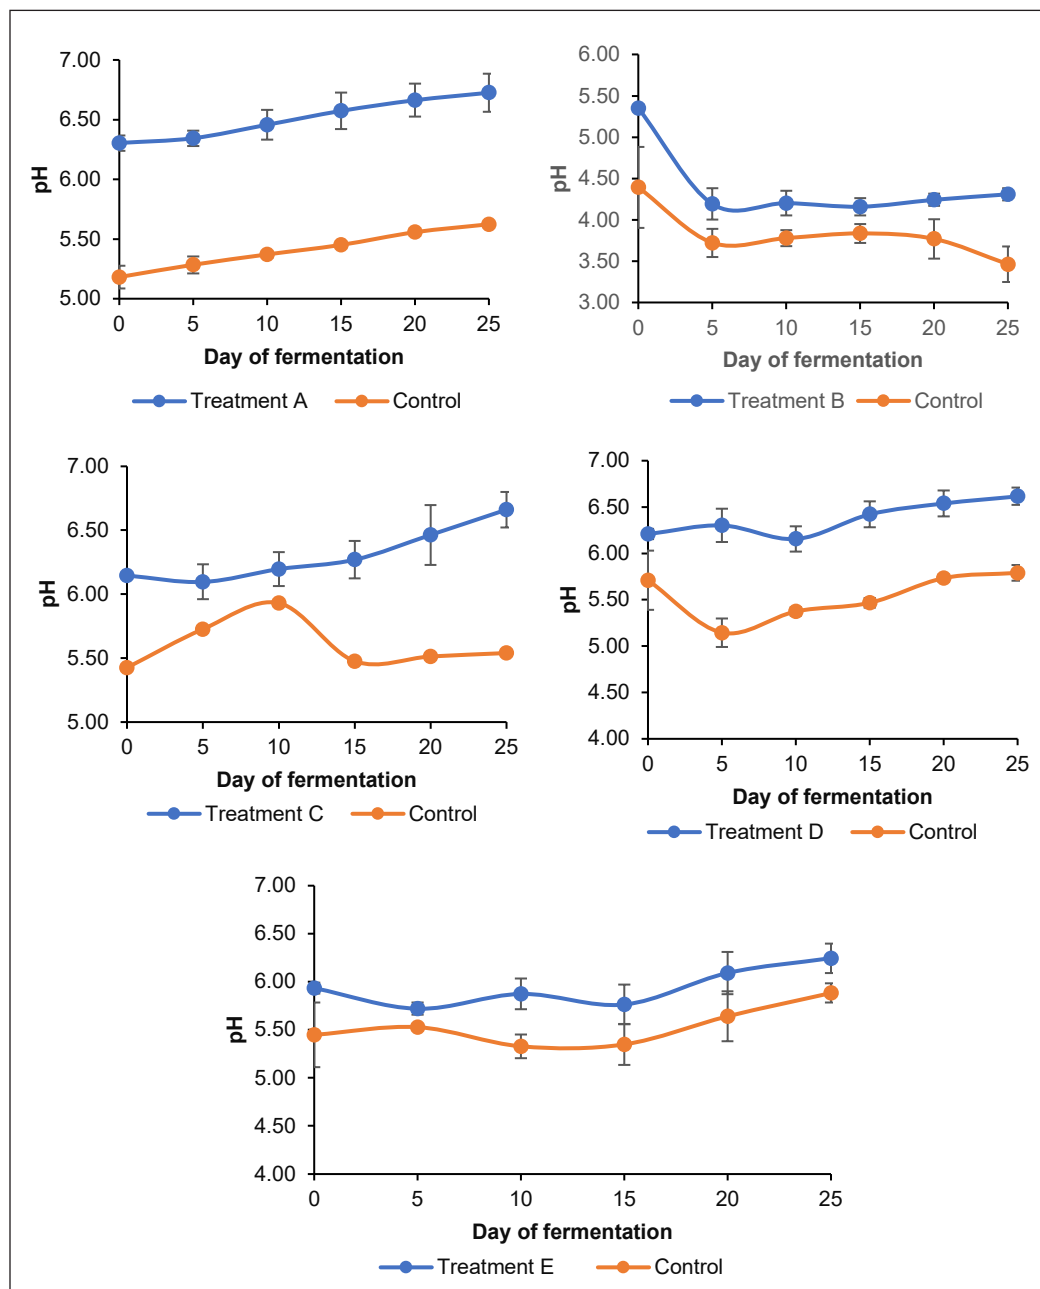 7.00
6.50
6.00
5.50
5.00
pH
0 5 10 15 20 25
Day of fermentation
Treatment A Control
6.00
5.50
5.00
4.50
4.00
3.50
3.00
pH
0 5 10 15 20 25
Day of fermentation
Treatment B Control
7.00
6.50
6.00
5.50
5.00
pH
0 5 10 15 20 25
Day of fermentation
Treatment C Control
7.00
6.50
6.00
5.50
5.00
4.50
4.00
pH
0 5 10 15 20 25
Day of fermentation
Treatment D Control
7.00
6.50
6.00
5.50
5.00
4.50
4.00
pH
0 5 10 15 20 25
Day of fermentation
Treatment E Control